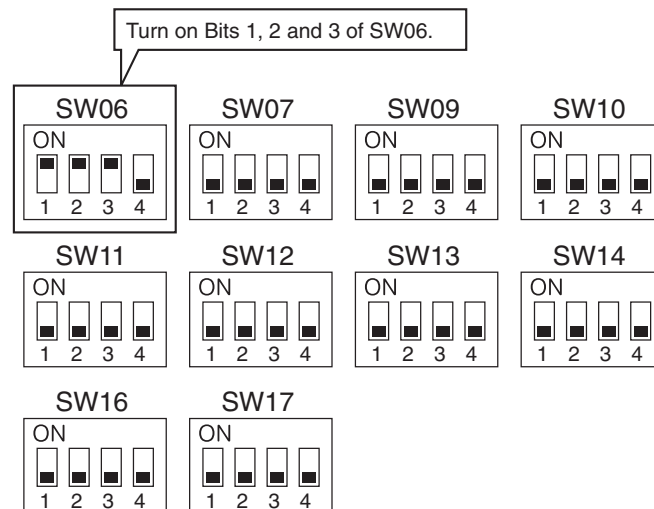 Turn on Bits 1, 2 and 3 of SW06.
SW06 SW07 SW09 SW10
ON ON ON ON
1 2 3 4 1 2 3 4 1 2 3 4 1 2 3 4
SW11 SW12 SW13 SW14
ON ON ON ON
1 2 3 4 1 2 3 4 1 2 3 4 1 2 3 4
SW16 SW17
ON ON
1 2 3 4 1 2 3 4